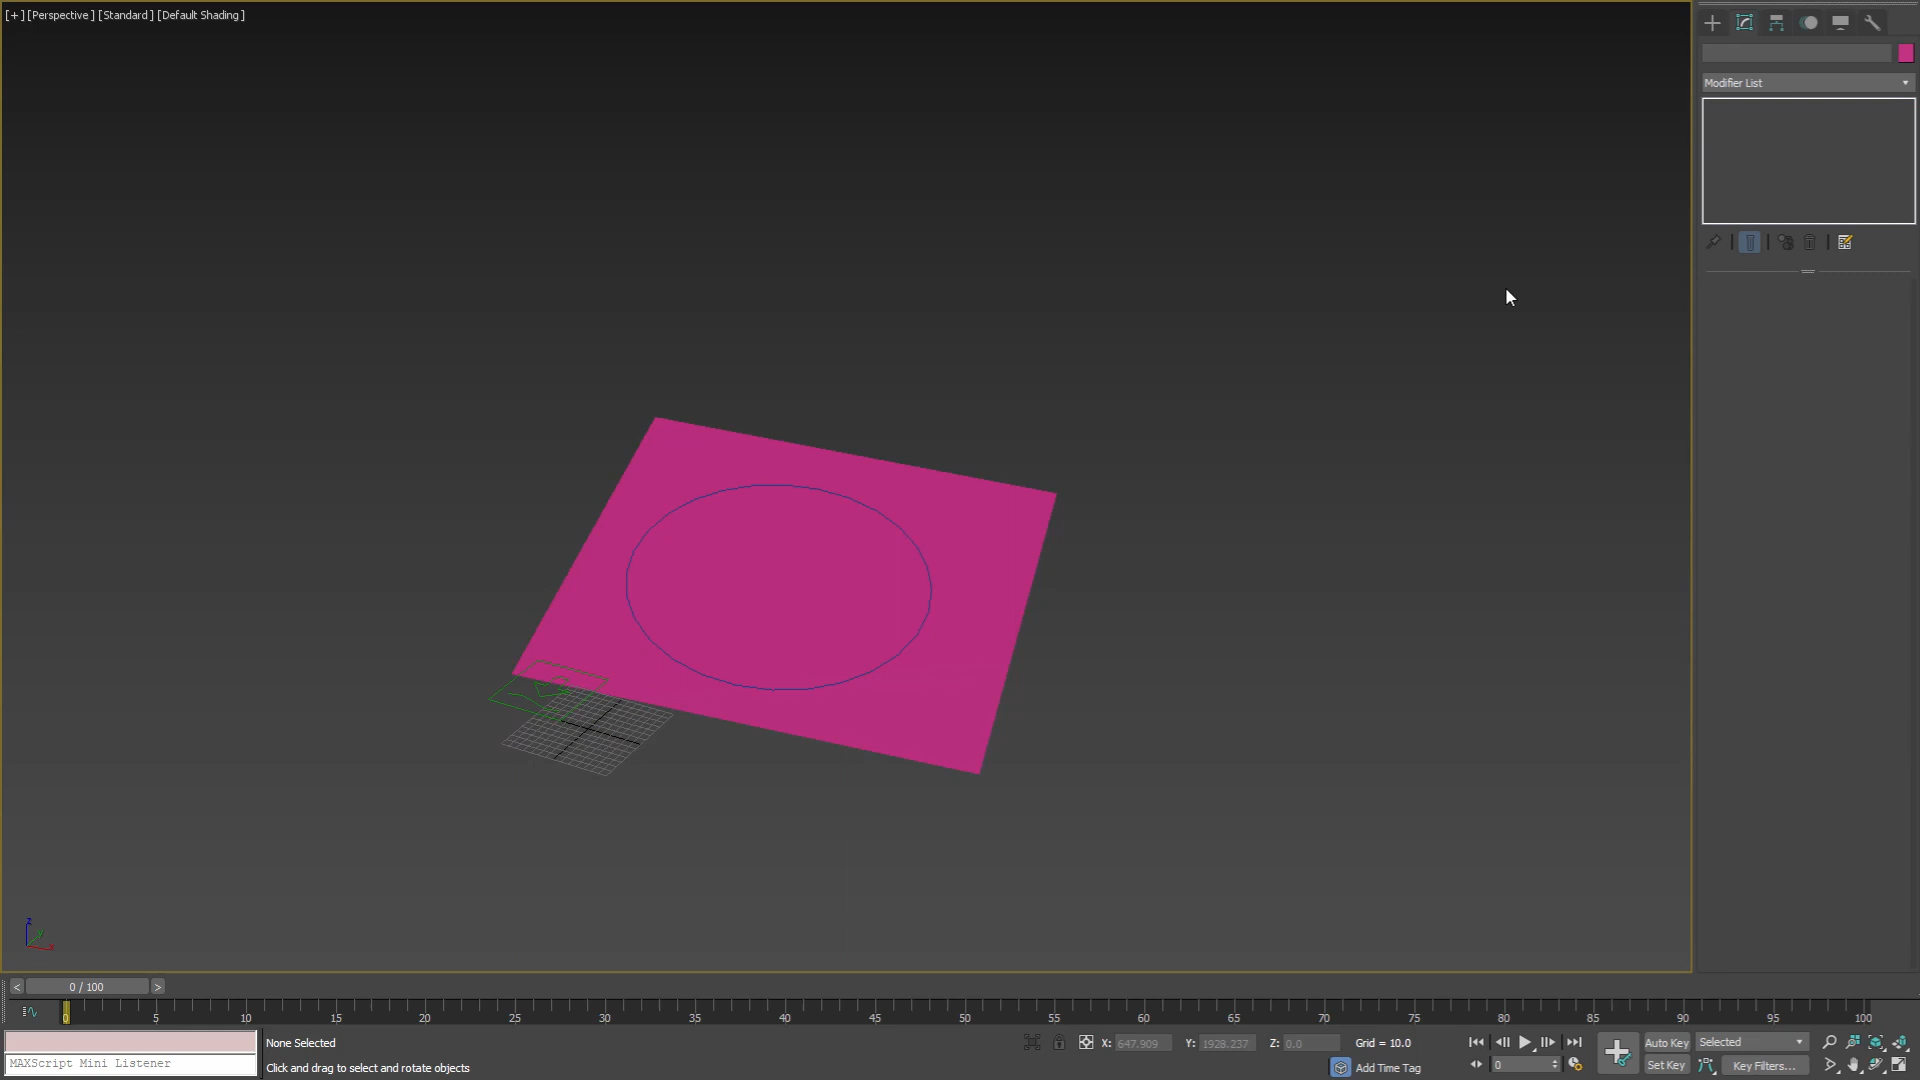 [+] [Perspective] [Standard] [Default Shading]
Modifier List
z
y
x
<
0 / 100
>
0 5 10 15 20 25 30 35 40 45 50 55 60 65 70 75 80 85 90 95 100
None Selected
X: 647.909 Y: 1928.237 Z: 0.0 Grid = 10.0
Auto Key
Selected
MAXScript Mini Listener
Click and drag to select and rotate objects
Add Time Tag
0
Set Key
Key Filters...